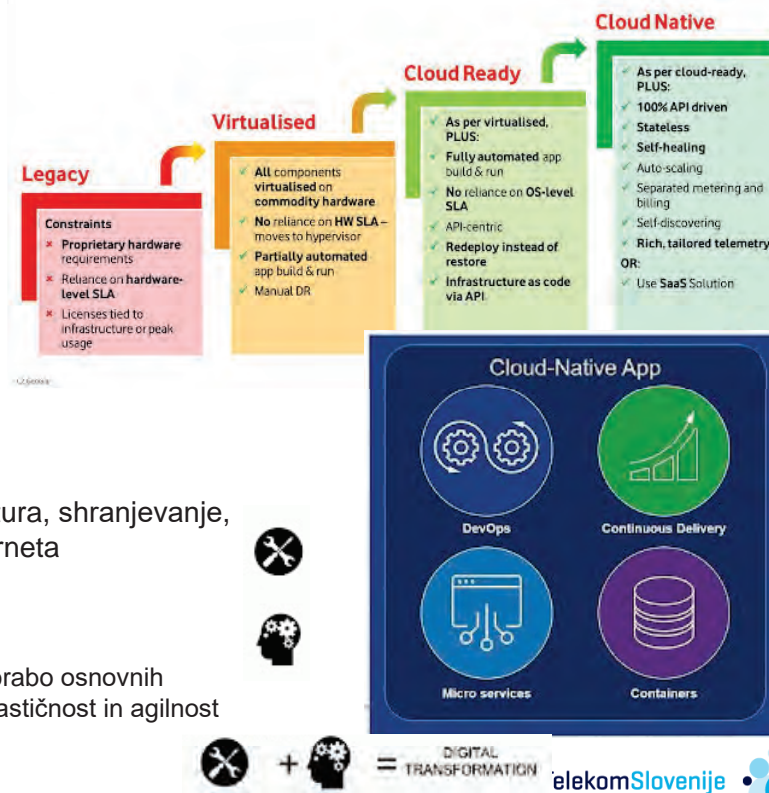 Legacy
Constraints
Proprietary hardware
requirements
Reliance on hardware-
level SLA
Licenses tied to
infrastructure or peak
usage
Virtualised
All components
virtualised on
commodity hardware
No reliance on HW SLA –
moves to hypervisor
Partially automated
app build & run
Manual DR
Cloud Ready
As per virtualised,
PLUS:
Fully automated app
build & run
No reliance on OS-level
SLA
API-centric
Redeploy instead of
restore
Infrastructure as code
via API
Cloud Native
As per cloud-ready,
PLUS:
100% API driven
Stateless
Self-healing
Auto-scaling
Separated metering and
billing
Self-discovering
Rich, tailored telemetry
OR:
Use SaaS Solution
Cloud-Native App
DevOps
Continuous Delivery
Micro services
Containers
tura, shranjevanje,
rneta
orabo osnovnih
astičnost in agilnost
+ = DIGITAL
TRANSFORMATION
elekomSlovenije